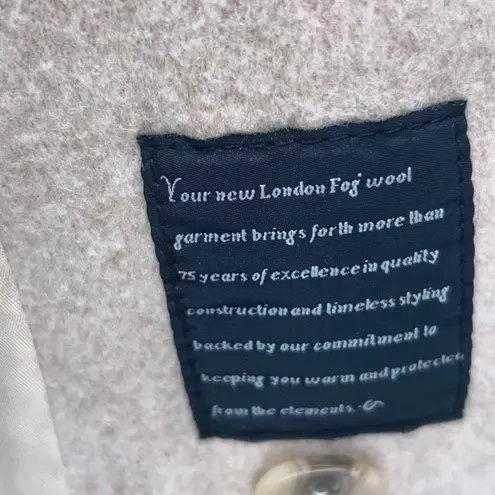 Your new London Fog® wool
garment brings forth more than
75 years of excellence in quality
construction and timeless styling
backed by our commitment to
keeping you warm and protected
from the elements.